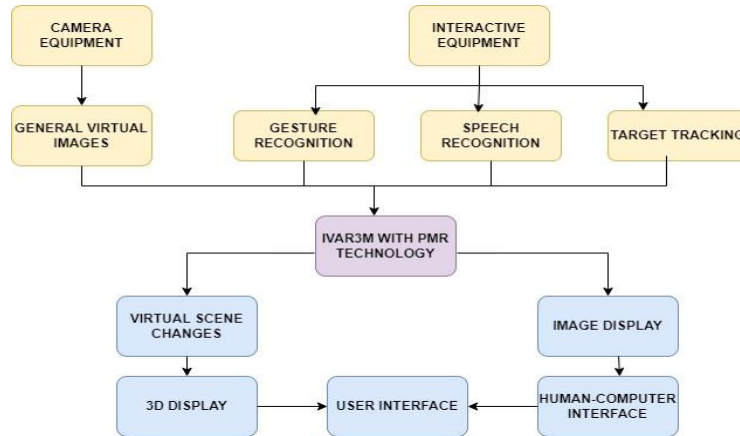 CAMERA
EQUIPMENT
INTERACTIVE
EQUIPMENT
GENERAL VIRTUAL
IMAGES
GESTURE
RECOGNITION
SPEECH
RECOGNITION
TARGET TRACKING
IVAR3M WITH PMR
TECHNOLOGY
VIRTUAL SCENE
CHANGES
IMAGE DISPLAY
3D DISPLAY
USER INTERFACE
HUMAN-COMPUTER
INTERFACE